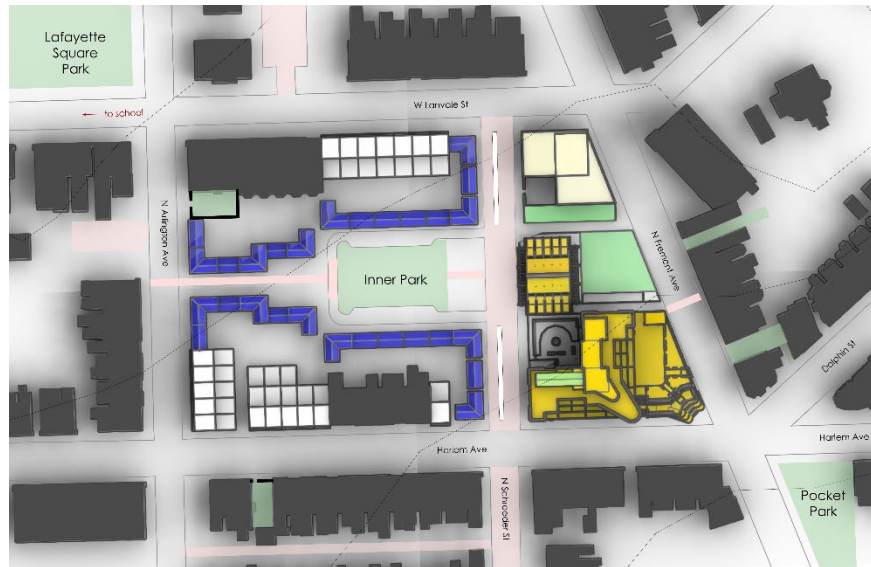 Lafayette
Square
Park
← to school
W Lanvale St
N Arlington Ave
N Fremont Ave
Inner Park
Dolphin St
Harlem Ave
Harlem Ave
N Schroeder St
Pocket
Park